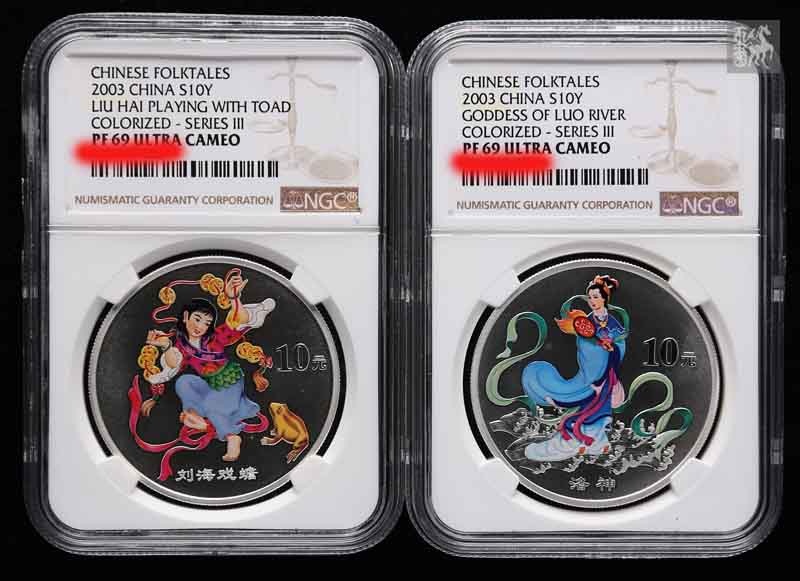 CHINESE FOLKTALES
2003 CHINA S10Y
LIU HAI PLAYING WITH TOAD
COLORIZED - SERIES III
PF 69 ULTRA CAMEO
NUMISMATIC GUARANTY CORPORATION
NGC®
10元
刘海戏蟾
CHINESE FOLKTALES
2003 CHINA S10Y
GODDESS OF LUO RIVER
COLORIZED - SERIES III
PF 69 ULTRA CAMEO
NUMISMATIC GUARANTY CORPORATION
NGC®
10元
洛神